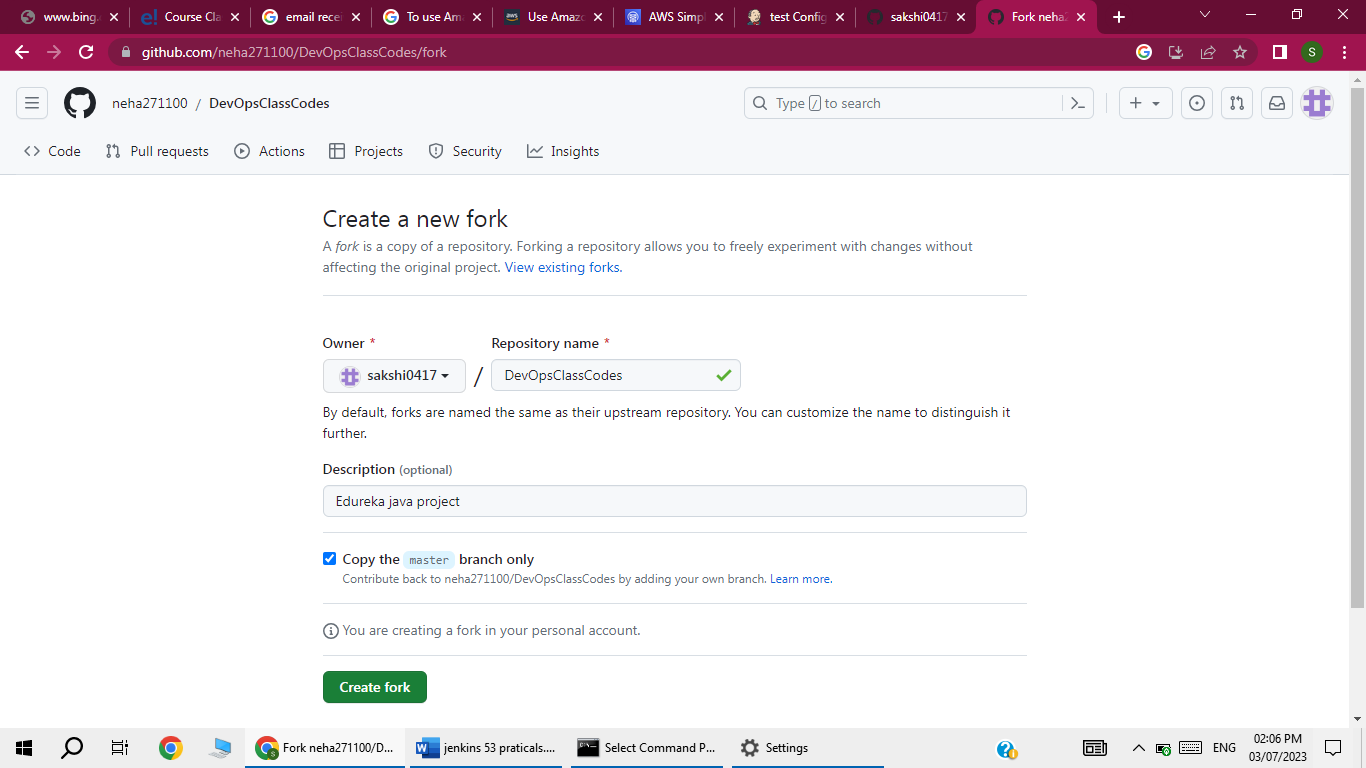 www.bing.
Course Cla
email rece
To use Am
Use Amazo
AWS Simpl
test Config
sakshi0417
Fork neha2
github.com/neha271100/DevOpsClassCodes/fork
S
neha271100 / DevOpsClassCodes
Type / to search
Code
Pull requests
Actions
Projects
Security
Insights
Create a new fork
A fork is a copy of a repository. Forking a repository allows you to freely experiment with changes without
affecting the original project. View existing forks.
Owner *
Repository name *
sakshi0417
/
DevOpsClassCodes
By default, forks are named the same as their upstream repository. You can customize the name to distinguish it
further.
Description (optional)
Edureka java project
Copy the master branch only
Contribute back to neha271100/DevOpsClassCodes by adding your own branch. Learn more.
You are creating a fork in your personal account.
Create fork
Fork neha271100/D...
jenkins 53 praticals....
Select Command P...
Settings
ENG
02:06 PM
03/07/2023